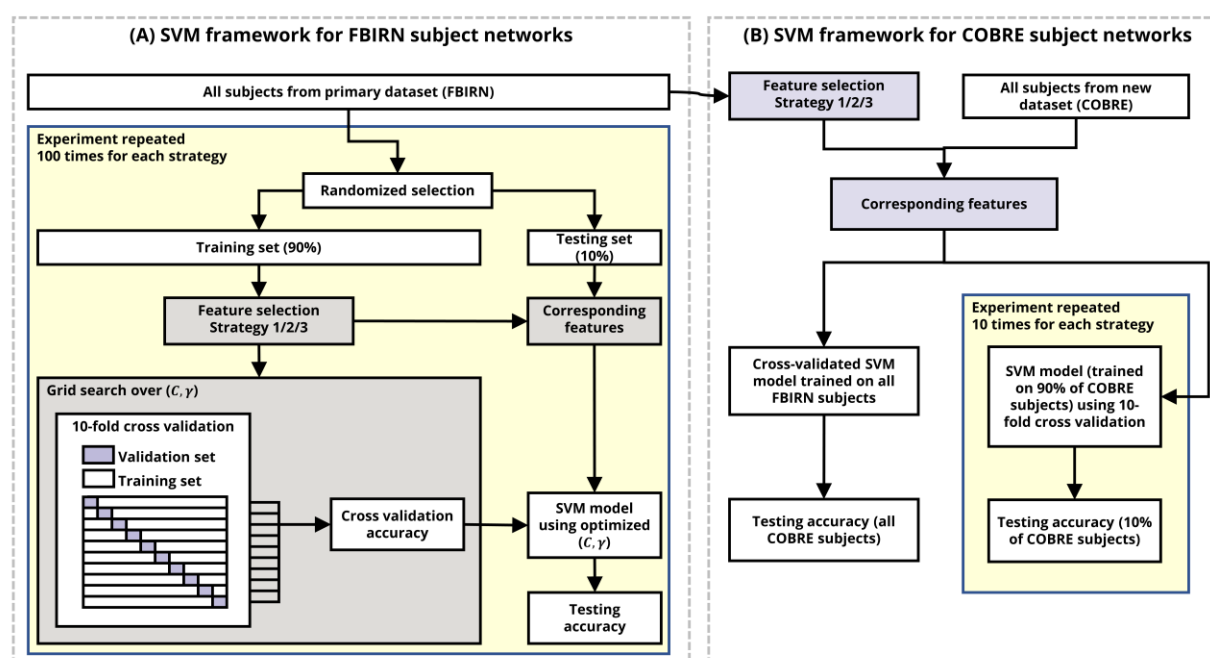 (A) SVM framework for FBIRN subject networks
All subjects from primary dataset (FBIRN)
Experiment repeated
100 times for each strategy
Randomized selection
Training set (90%)
Testing set
(10%)
Feature selection
Strategy 1/2/3
Corresponding
features
Grid search over (C, γ)
10-fold cross validation
Validation set
Training set
Cross validation
accuracy
SVM model
using optimized
(C, γ)
Testing
accuracy
(B) SVM framework for COBRE subject networks
Feature selection
Strategy 1/2/3
All subjects from new
dataset (COBRE)
Corresponding features
Experiment repeated
10 times for each strategy
Cross-validated SVM
model trained on all
FBIRN subjects
SVM model (trained
on 90% of COBRE
subjects) using 10-
fold cross validation
Testing accuracy (all
COBRE subjects)
Testing accuracy (10%
of COBRE subjects)